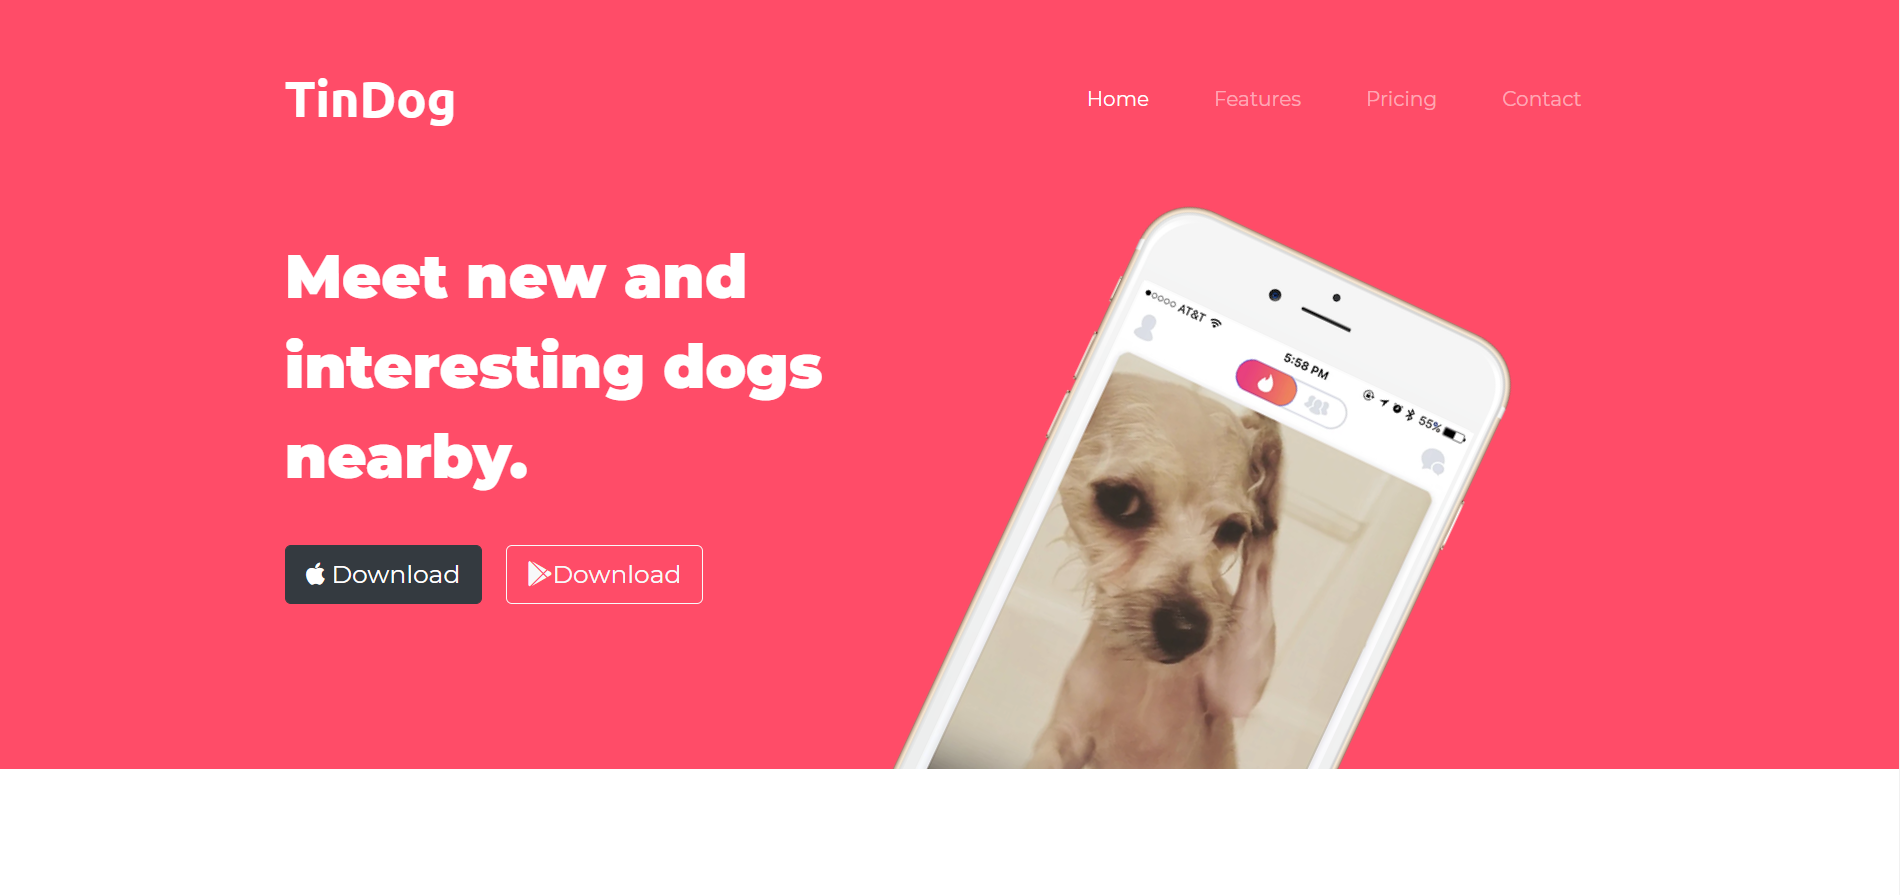 TinDog
Home Features Pricing Contact
Meet new and
interesting dogs
nearby.
Download Download
AT&T
5:58 PM
55%